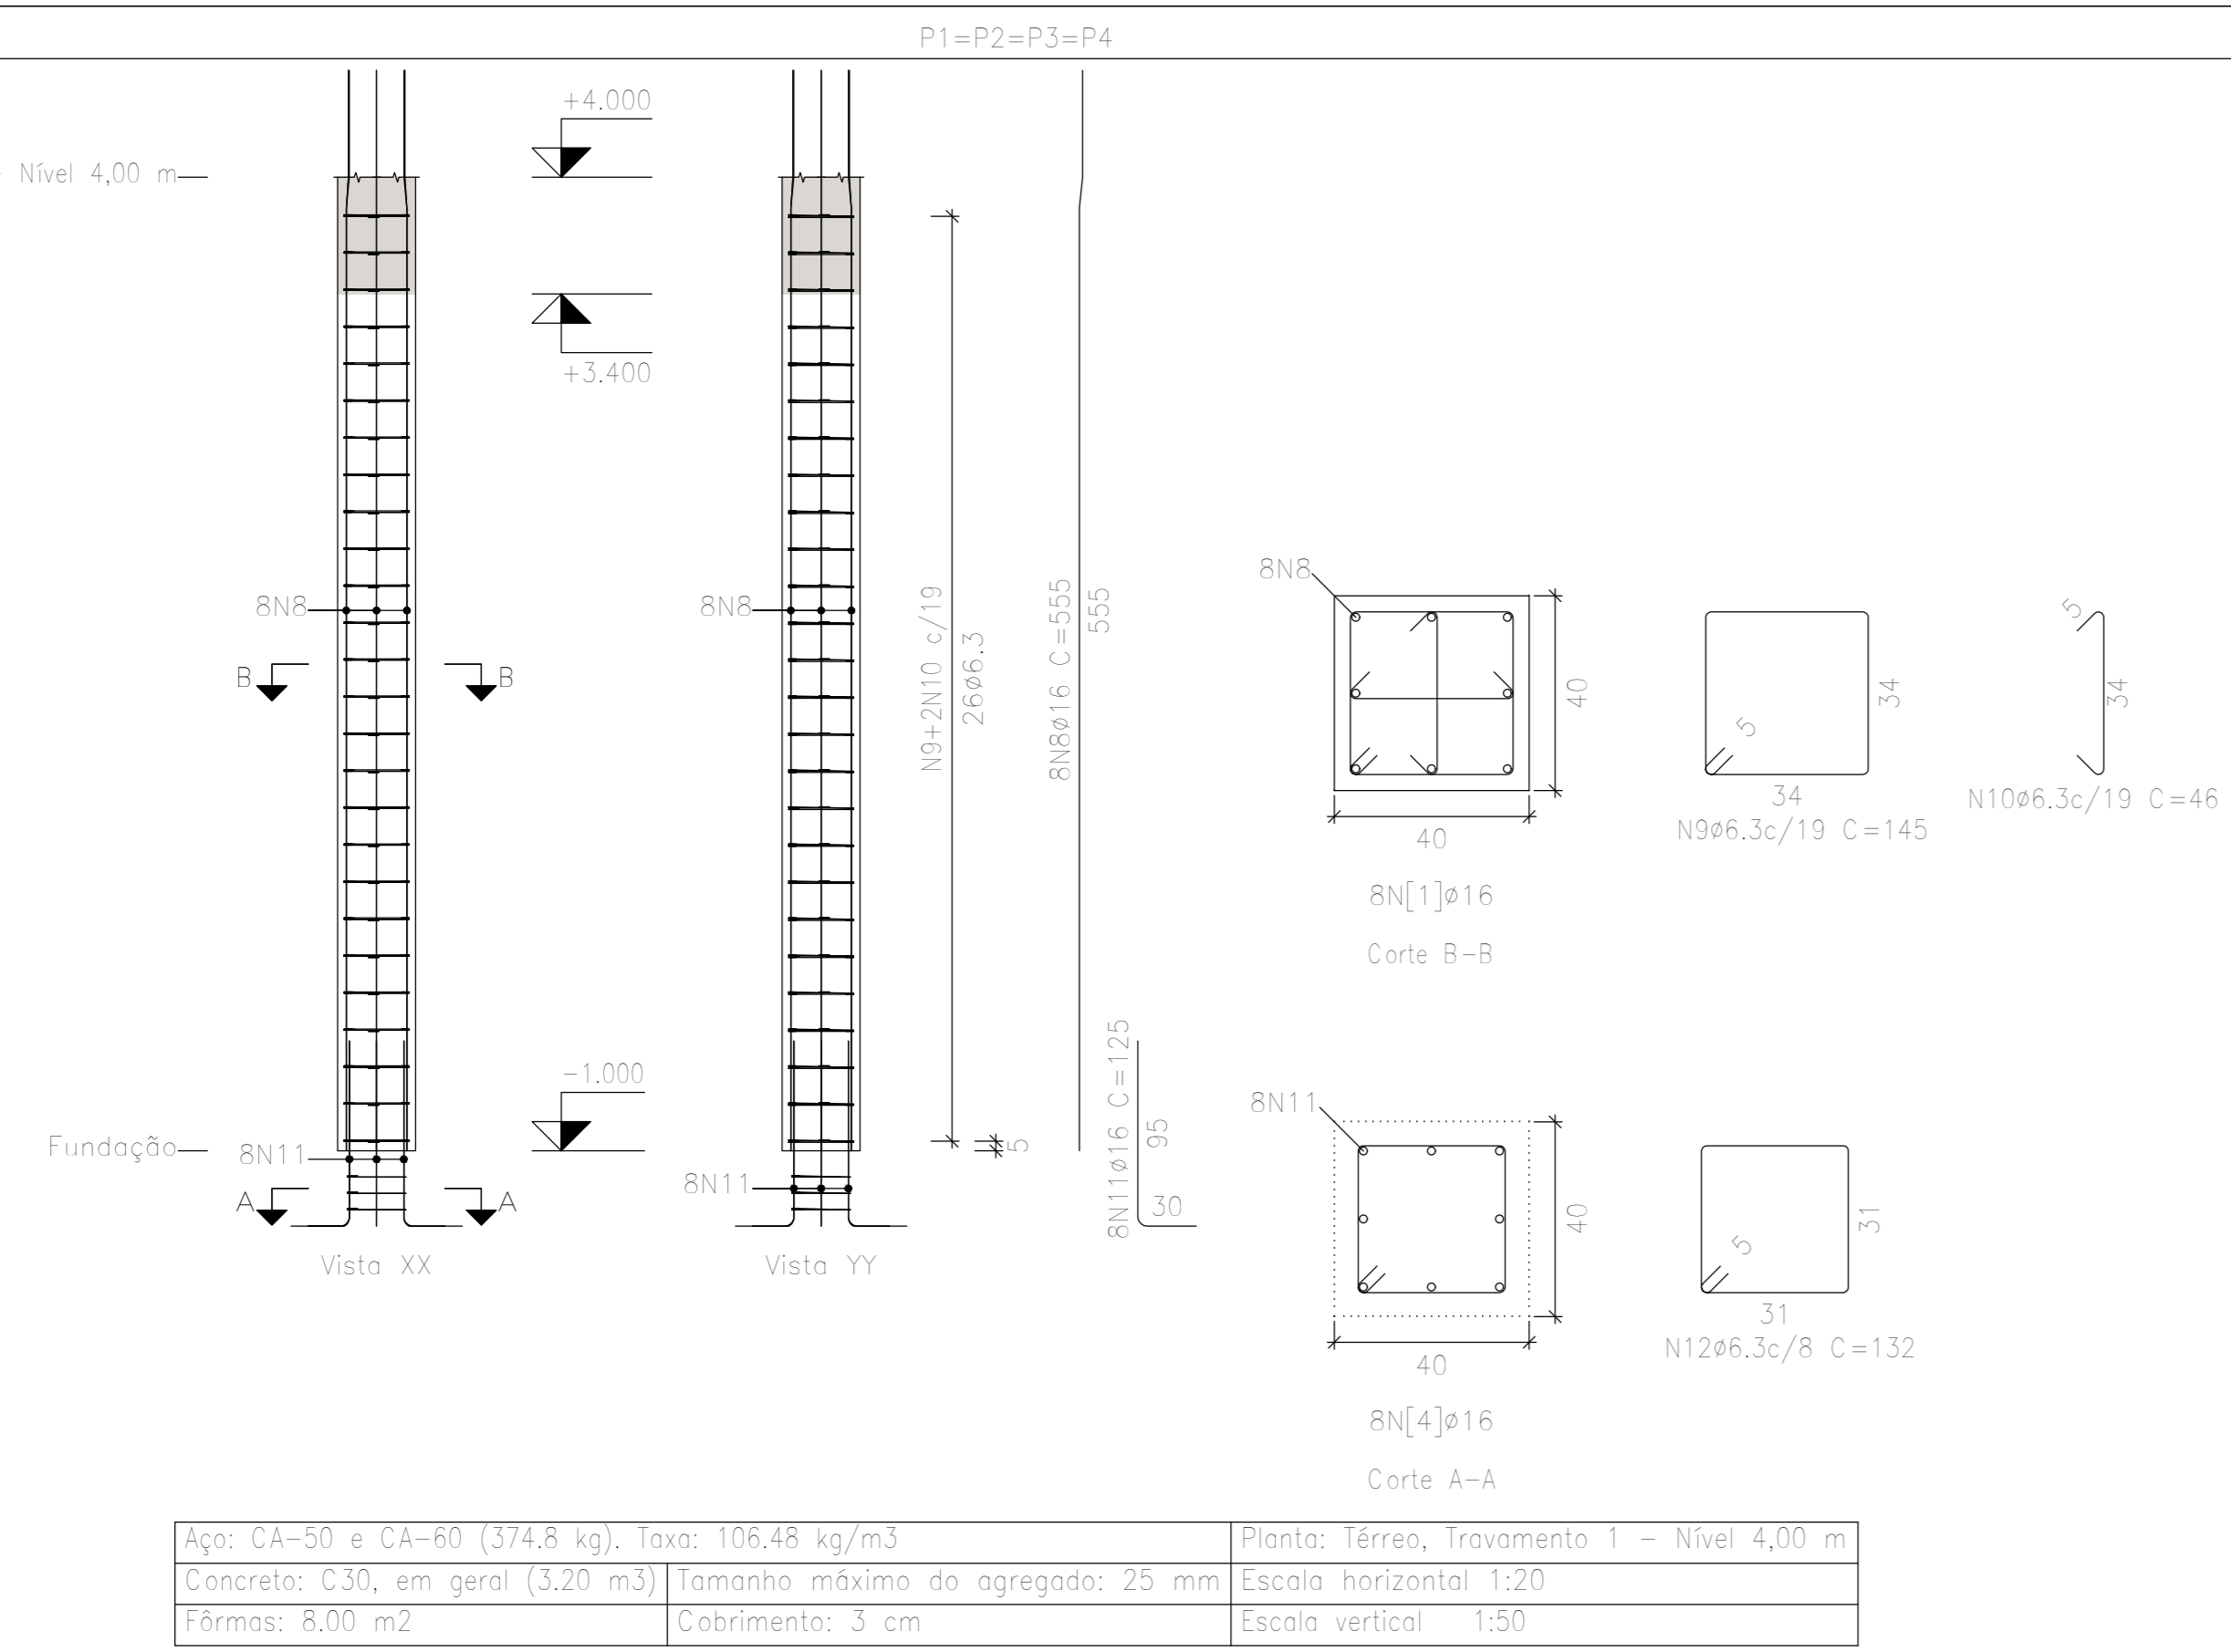 P1=P2=P3=P4
+4.000
Nível 4,00 m
+3.400
8N8
8N8
B B
N9+2N10 c/19
26ø6.3
8N8ø16 C=555
555
-1.000
5
Fundação
8N11
8N11
A A
8N11ø16 C=125
95
30
Vista XX
Vista YY
8N8
40
40
8N[1]ø16
Corte B-B
5
34
34
N9ø6.3c/19 C=145
5
34
N10ø6.3c/19 C=46
8N11
40
40
8N[4]ø16
Corte A-A
5
31
31
N12ø6.3c/8 C=132
Aço: CA-50 e CA-60 (374.8 kg). Taxa: 106.48 kg/m3
Planta: Térreo, Travamento 1 - Nível 4,00 m
Concreto: C30, em geral (3.20 m3)
Tamanho máximo do agregado: 25 mm
Escala horizontal 1:20
Fôrmas: 8.00 m2
Cobrimento: 3 cm
Escala vertical 1:50